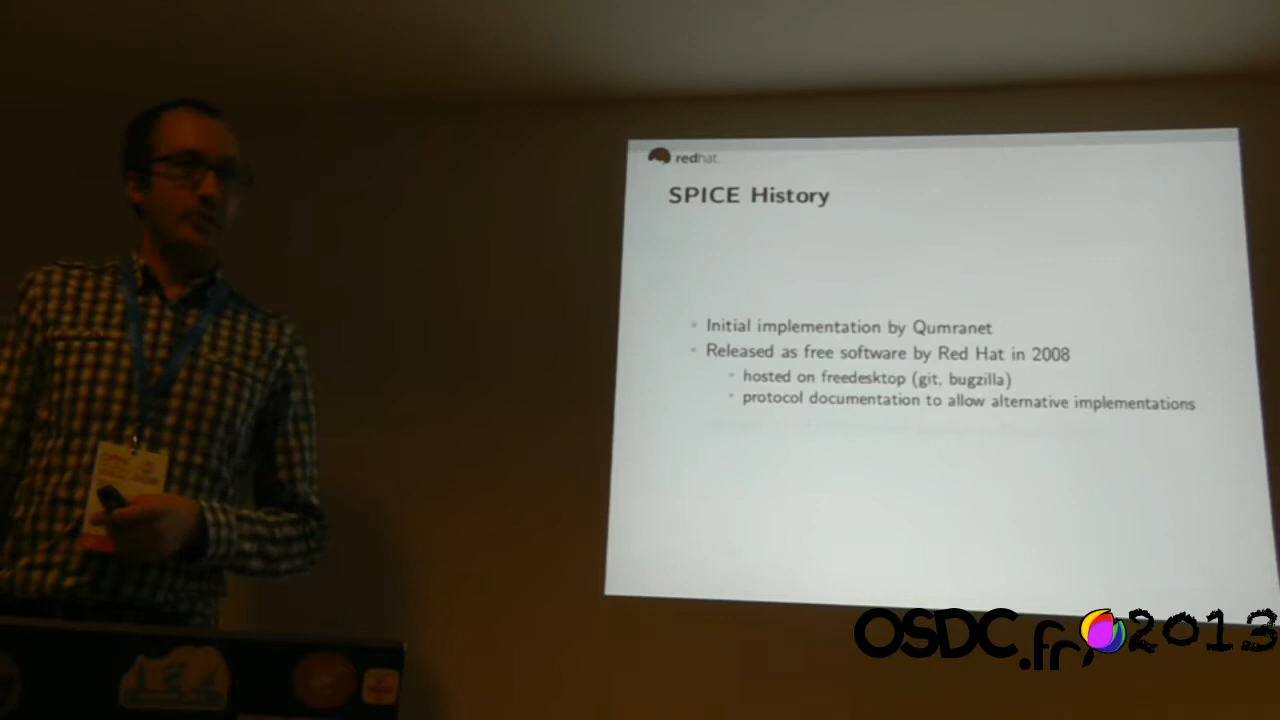 redhat
SPICE History
Initial implementation by Qumranet
Released as free software by Red Hat in 2008
hosted on freedesktop (git, bugzilla)
protocol documentation to allow alternative implementations
OSDC.fr 2013